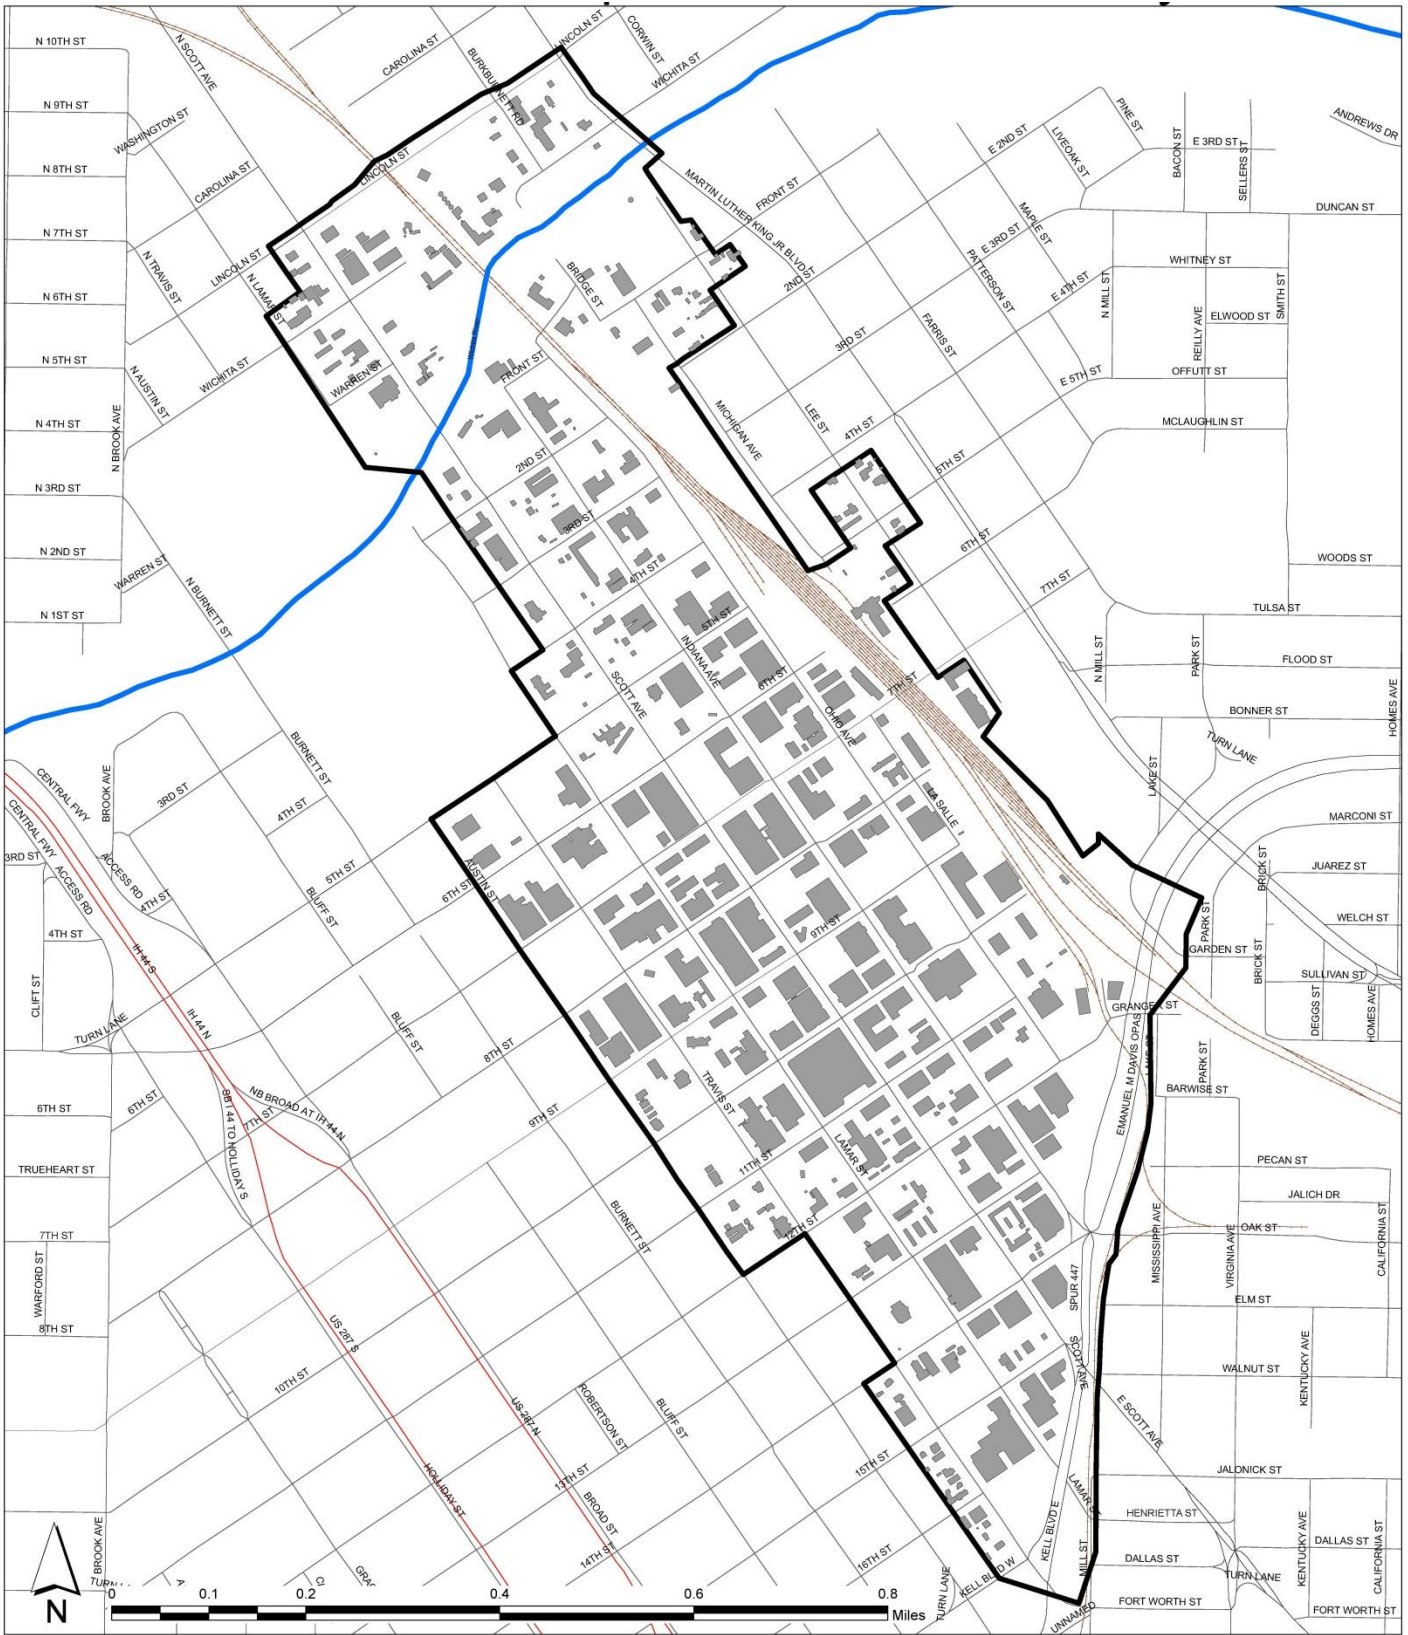 N 10TH ST
N SCOTT AVE
CAROLINA ST
BURKBURNETT RD
LINCOLN ST
CORWIN ST
WICHITA ST
N 9TH ST
WASHINGTON ST
PINE ST
ANDREWS DR
E 2ND ST
LIVEOAK ST
BACON ST
E 3RD ST
SELLERS ST
N 8TH ST
CAROLINA ST
LINCOLN ST
MARTIN LUTHER KING JR BLVD
FRONT ST
DUNCAN ST
N 7TH ST
N TRAVIS ST
LINCOLN ST
N LAMAR ST
BRIDGE ST
2ND ST
E 3RD ST
MAPLE ST
PATTERSON ST
E 4TH ST
N MILL ST
WHITNEY ST
SMITH ST
N 6TH ST
ELWOOD ST
REILLY AVE
3RD ST
FARRIS ST
N 5TH ST
N AUSTIN ST
WICHITA ST
WARREN ST
FRONT ST
E 5TH ST
OFFUTT ST
N 4TH ST
N BROOK AVE
MICHIGAN AVE
LEE ST
4TH ST
MCLAUGHLIN ST
2ND ST
5TH ST
N 3RD ST
3RD ST
6TH ST
N 2ND ST
WARREN ST
N BURNETT ST
4TH ST
7TH ST
WOODS ST
N 1ST ST
5TH ST
TULSA ST
INDIANA AVE
SCOTT AVE
6TH ST
7TH ST
OHIO AVE
N MILL ST
PARK ST
FLOOD ST
HOMES AVE
BONNER ST
TURN LANE
LAKE ST
CENTRAL FWY
CENTRAL FWY
BROOK AVE
3RD ST
BURNETT ST
4TH ST
LA SALLE
MARCONI ST
3RD ST
ACCESS RD
ACCESS RD
4TH ST
5TH ST
6TH ST
AUSTIN ST
BLUFF ST
BRICK ST
JUAREZ ST
WELCH ST
4TH ST
CLIFT ST
IH 44 S
IH 44 N
9TH ST
PARK ST
GARDEN ST
BRICK ST
SULLIVAN ST
DEGGS ST
HOMES AVE
TURN LANE
BLUFF ST
8TH ST
GRANGER ST
EMANUEL M DAVIS OPAS
LAKE ST
PARK ST
BARWISE ST
6TH ST
6TH ST
SB I 44 TO HOLLIDAY S
NB BROAD AT IH 44 N
7TH ST
9TH ST
TRAVIS ST
11TH ST
LAMAR ST
TRUEHEART ST
PECAN ST
JALICH DR
7TH ST
WARFORD ST
BURNETT ST
12TH ST
MISSISSIPPI AVE
OAK ST
VIRGINIA AVE
CALIFORNIA ST
8TH ST
US 287 S
SPUR 447
ELM ST
10TH ST
US 287 N
ROBERTSON ST
BLUFF ST
SCOTT AVE
WALNUT ST
KENTUCKY AVE
E SCOTT AVE
HOLLIDAY ST
13TH ST
15TH ST
JALONICK ST
BROAD ST
14TH ST
LAMAR ST
KELL BLVD E
HENRIETTA ST
KENTUCKY AVE
BROOK AVE
16TH ST
MILL ST
DALLAS ST
DALLAS ST
CALIFORNIA ST
TURN LANE
KELL BLVD W
TURN LANE
UNNAMED
FORT WORTH ST
FORT WORTH ST
N
0 0.1 0.2 0.4 0.6 0.8
Miles